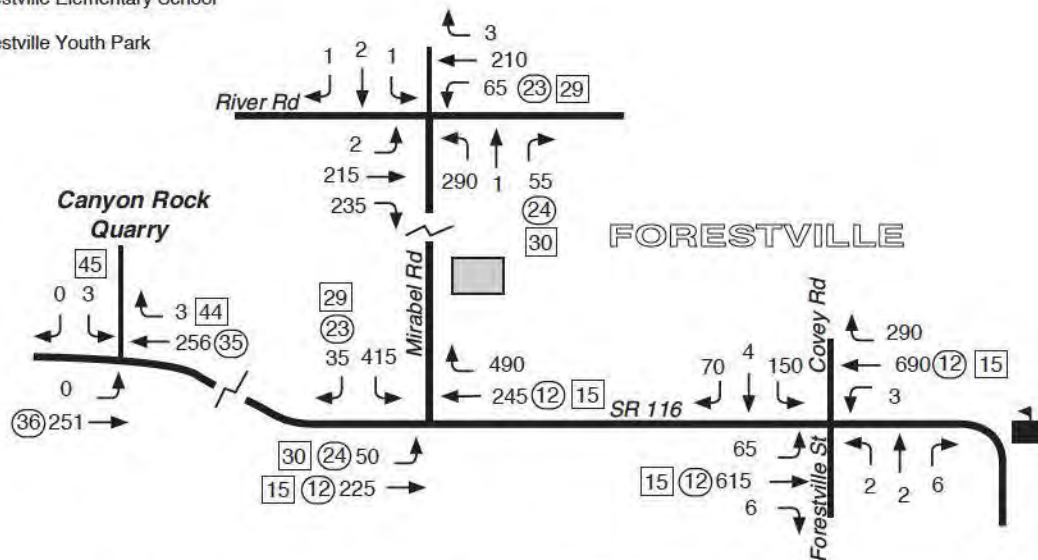 estville Elementary School
estville Youth Park
3
1 2 1
210
65 23 29
River Rd
2
215
290 1 55
235
24
30
Canyon Rock
Quarry
FORESTVILLE
45
Mirabel Rd
29
0 3
3 44
23
256 35
35 415
490
Covey Rd
290
70 4 150
690 12 15
0
245 12 15
3
36 251
SR 116
30 24 50
65
15 12 225
15 12 615
2 2 6
6
Forestville St